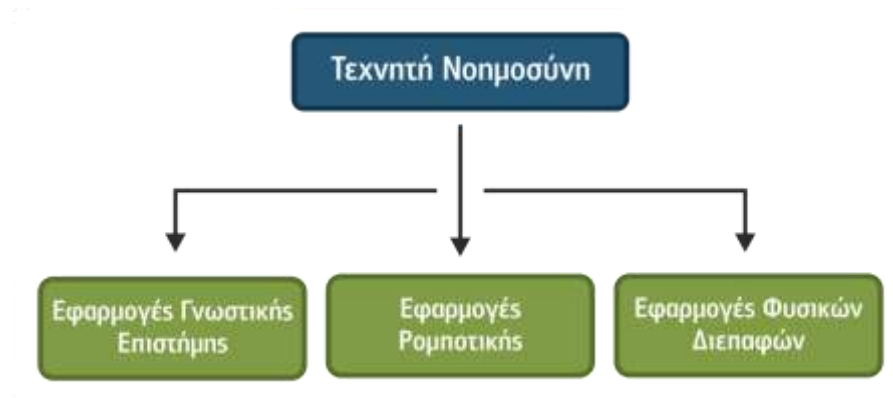 Τεχνητή Νοημοσύνη
Εφαρμογές Γνωστικής
Επιστήμης
Εφαρμογές
Ρομποτικής
Εφαρμογές Φυσικών
Διεπαφών